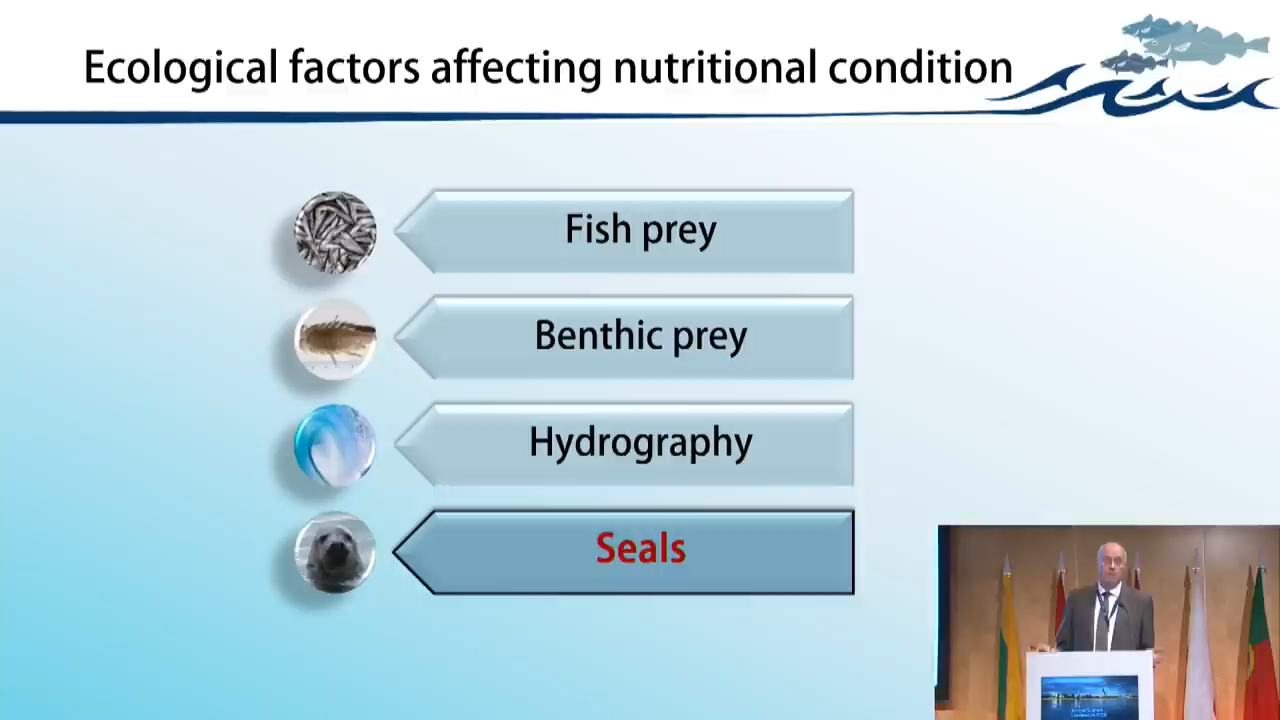 Ecological factors affecting nutritional condition
Fish prey
Benthic prey
Hydrography
Seals